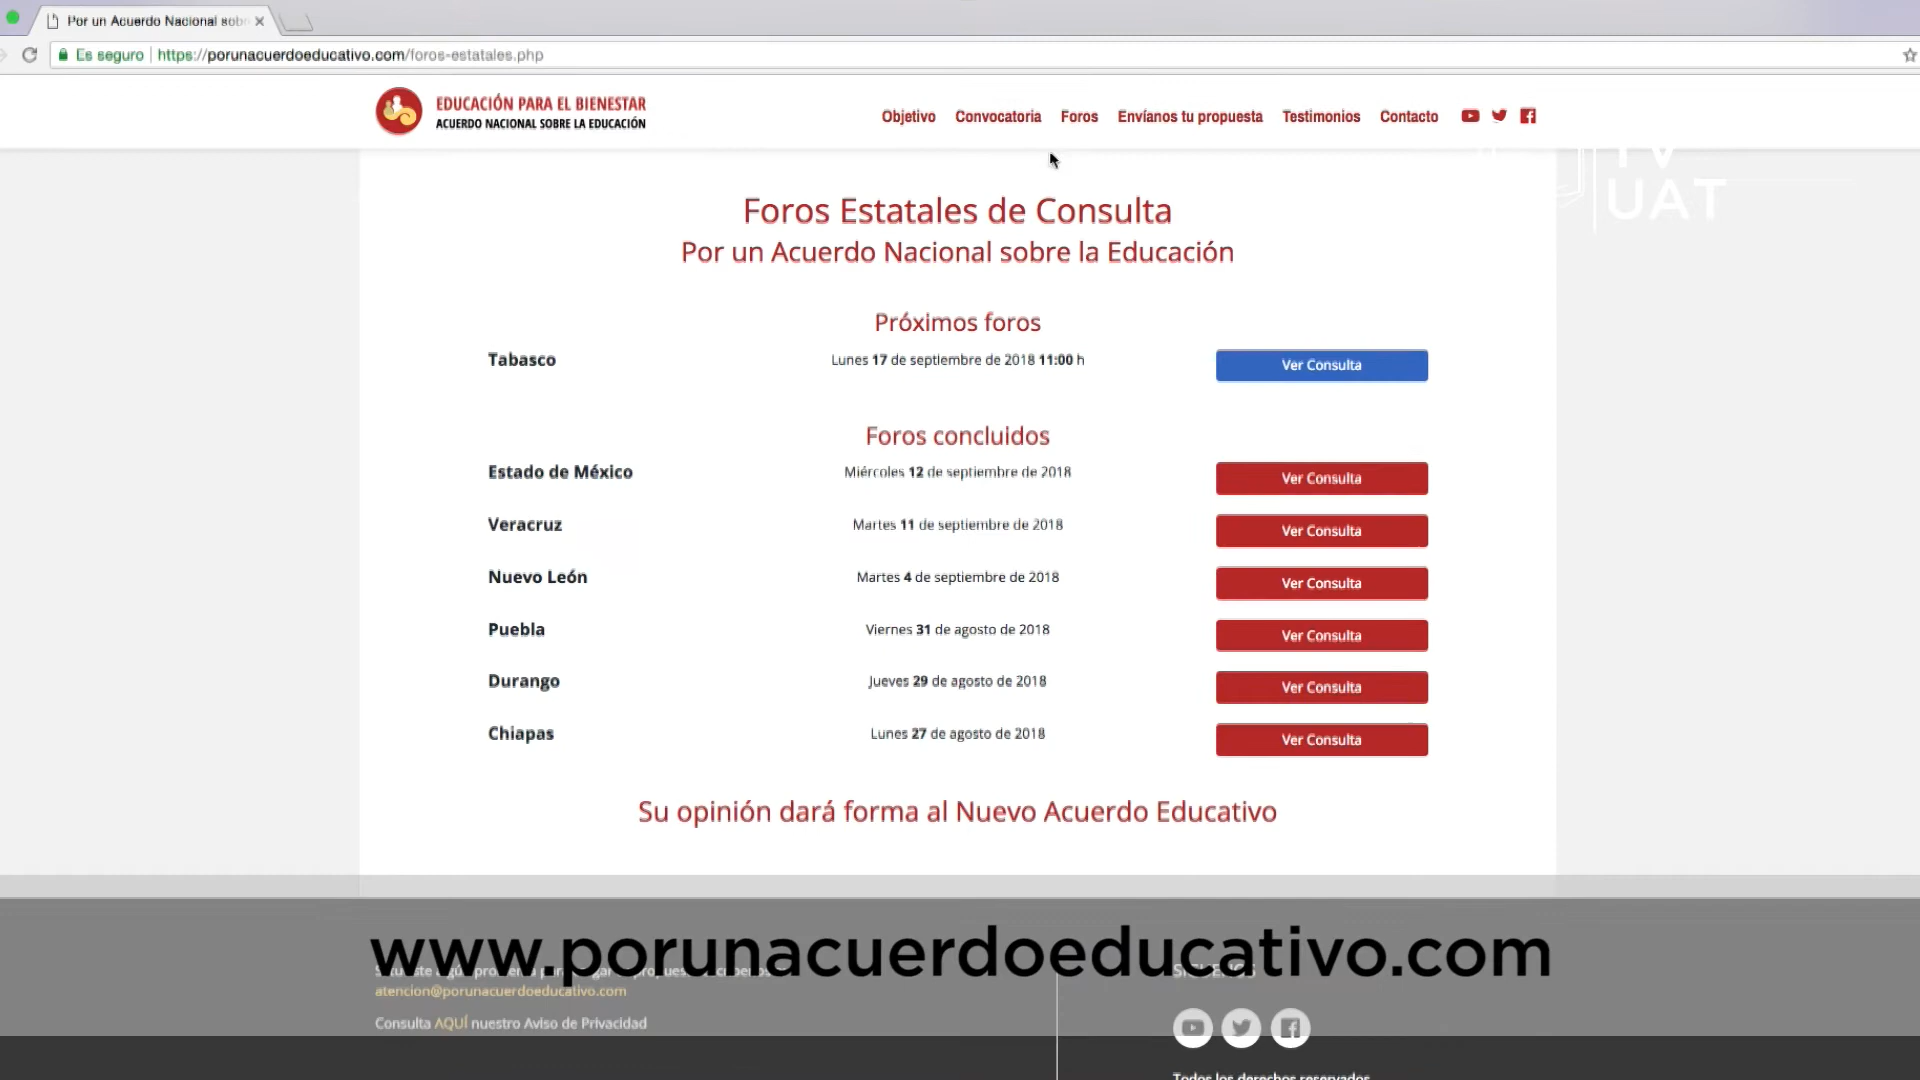 Por un Acuerdo Nacional sob
Es seguro | https://porunacuerdoeducativo.com/foros-estatales.php
EDUCACIÓN PARA EL BIENESTAR
ACUERDO NACIONAL SOBRE LA EDUCACIÓN
Objetivo Convocatoria Foros Envíanos tu propuesta Testimonios Contacto
TV
UAT
Foros Estatales de Consulta
Por un Acuerdo Nacional sobre la Educación
Próximos foros
Tabasco Lunes 17 de septiembre de 2018 11:00 h Ver Consulta
Foros concluidos
Estado de México Miércoles 12 de septiembre de 2018 Ver Consulta
Veracruz Martes 11 de septiembre de 2018 Ver Consulta
Nuevo León Martes 4 de septiembre de 2018 Ver Consulta
Puebla Viernes 31 de agosto de 2018 Ver Consulta
Durango Jueves 29 de agosto de 2018 Ver Consulta
Chiapas Lunes 27 de agosto de 2018 Ver Consulta
Su opinión dará forma al Nuevo Acuerdo Educativo
www.porunacuerdoeducativo.com
atencion@porunacuerdoeducativo.com
Consulta AQUÍ nuestro Aviso de Privacidad
Todos los derechos reservados